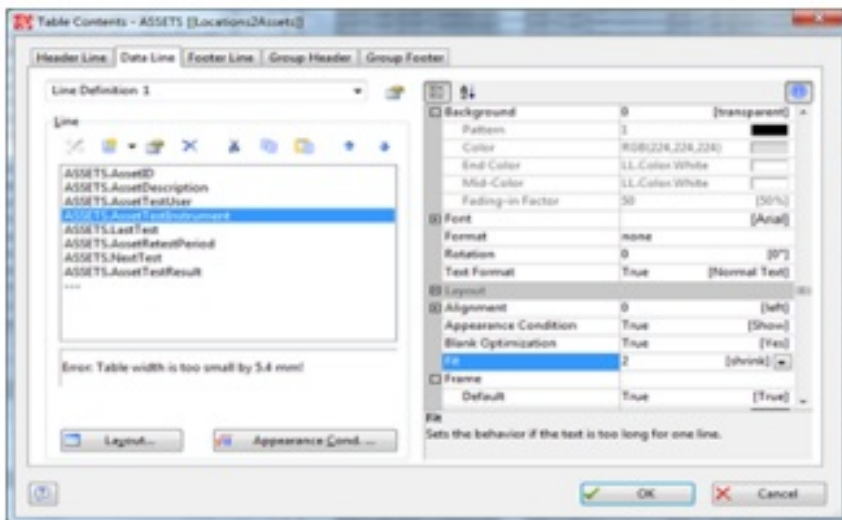 Table Contents - ASSETS [[Locations2Assets]]
Header Line Data Line Footer Line Group Header Group Footer
Line Definition 1
Line
ASSETS.AssetID
ASSETS.AssetDescription
ASSETS.AssetTestUser
ASSETS.AssetTestInstrument
ASSETS.LastTest
ASSETS.AssetRetestPeriod
ASSETS.NextTest
ASSETS.AssetTestResult
---
Error: Table width is too small by 5.4 mm!
Layout... Appearance Cond. ...
Background 0 [transparent]
Pattern 1
Color RGB(224,224,224)
End Color LL.Color.White
Mid-Color LL.Color.White
Fading-in Factor 50 [50%]
Font [Arial]
Format none
Rotation 0 [0°]
Text Format True [Normal Text]
Layout
Alignment 0 [left]
Appearance Condition True [Show]
Blank Optimization True [Yes]
Fit 2 [shrink]
Frame
Default True [True]
Fit
Sets the behavior if the text is too long for one line.
OK Cancel